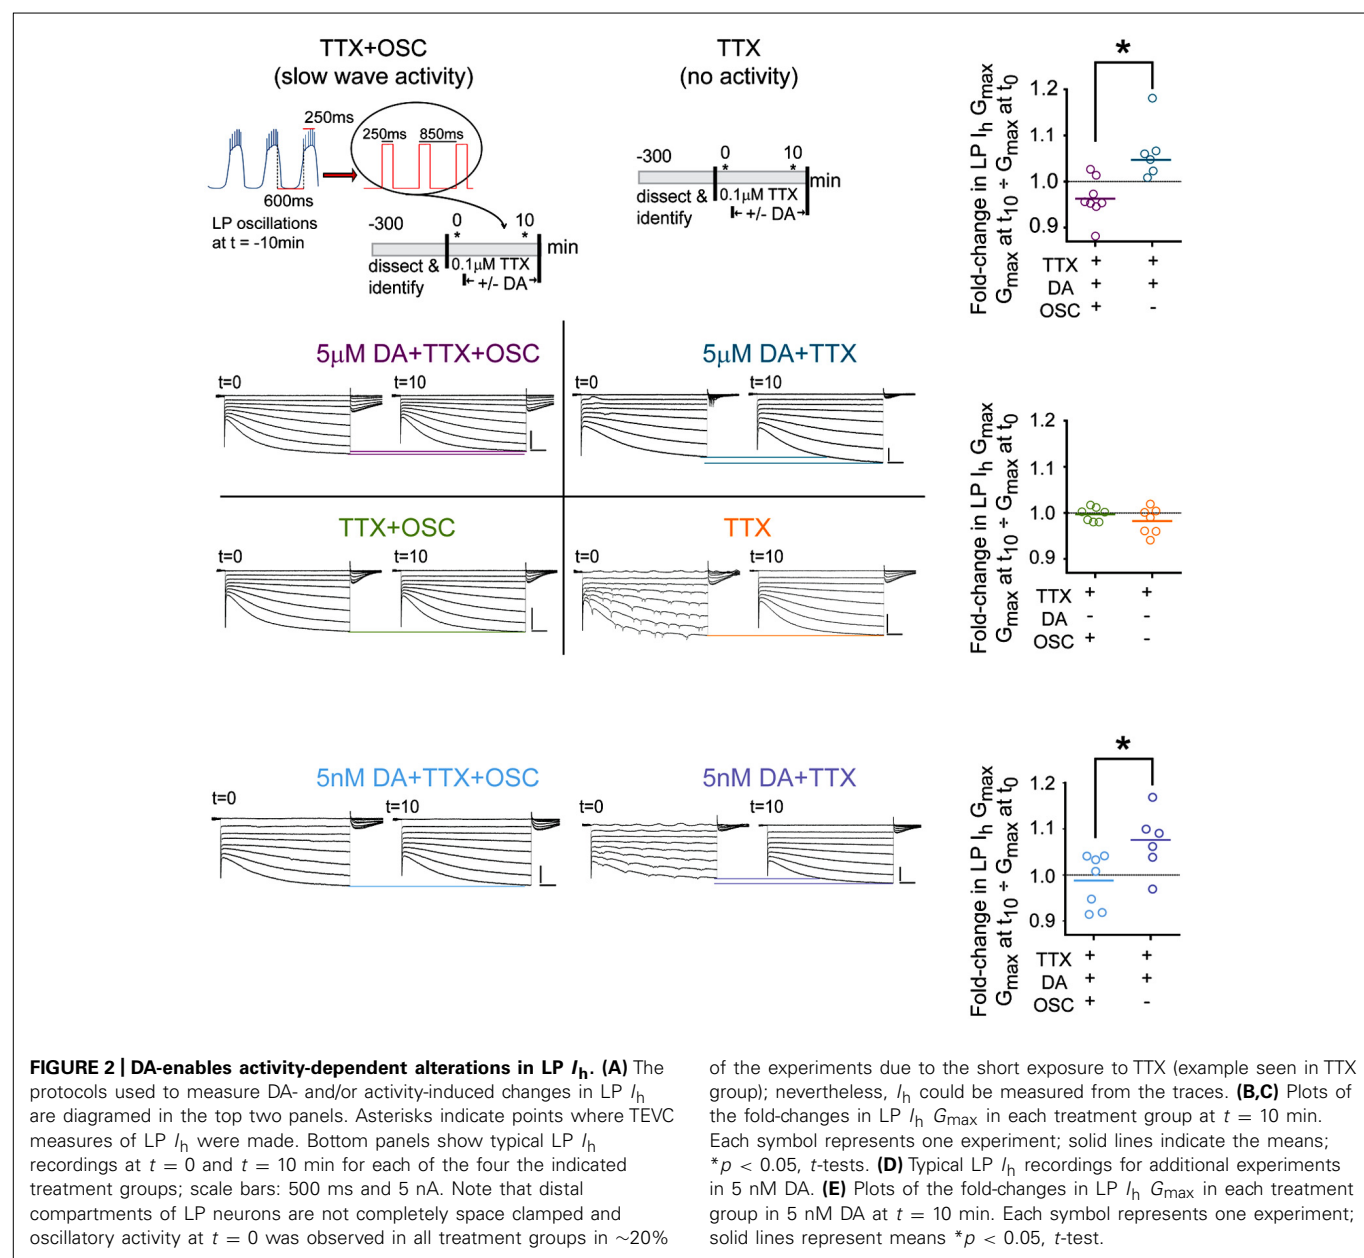 TTX+OSC
(slow wave activity)
250ms
600ms
LP oscillations
at t = -10min
250ms 850ms
-300 0 10
* *
min
dissect & 0.1µM TTX
identify +/- DA
TTX
(no activity)
-300 0 10
* *
min
dissect & 0.1µM TTX
identify +/- DA
*
Fold-change in LP Ih Gmax
Gmax at t10 ÷ Gmax at t0
1.2
1.1
1.0
0.9
TTX + +
DA + +
OSC + -
5µM DA+TTX+OSC
t=0 t=10
5µM DA+TTX
t=0 t=10
TTX+OSC
t=0 t=10
TTX
t=0 t=10
Fold-change in LP Ih Gmax
Gmax at t10 ÷ Gmax at t0
1.2
1.1
1.0
0.9
TTX + +
DA - -
OSC + -
5nM DA+TTX+OSC
t=0 t=10
5nM DA+TTX
t=0 t=10
*
Fold-change in LP Ih Gmax
Gmax at t10 ÷ Gmax at t0
1.2
1.1
1.0
0.9
TTX + +
DA + +
OSC + -
FIGURE 2 | DA-enables activity-dependent alterations in LP Ih. (A) The
protocols used to measure DA- and/or activity-induced changes in LP Ih
are diagramed in the top two panels. Asterisks indicate points where TEVC
measures of LP Ih were made. Bottom panels show typical LP Ih
recordings at t = 0 and t = 10 min for each of the four the indicated
treatment groups; scale bars: 500 ms and 5 nA. Note that distal
compartments of LP neurons are not completely space clamped and
oscillatory activity at t = 0 was observed in all treatment groups in ~20%
of the experiments due to the short exposure to TTX (example seen in TTX
group); nevertheless, Ih could be measured from the traces. (B,C) Plots of
the fold-changes in LP Ih Gmax in each treatment group at t = 10 min.
Each symbol represents one experiment; solid lines indicate the means;
*p < 0.05, t-tests. (D) Typical LP Ih recordings for additional experiments
in 5 nM DA. (E) Plots of the fold-changes in LP Ih Gmax in each treatment
group in 5 nM DA at t = 10 min. Each symbol represents one experiment;
solid lines represent means *p < 0.05, t-test.